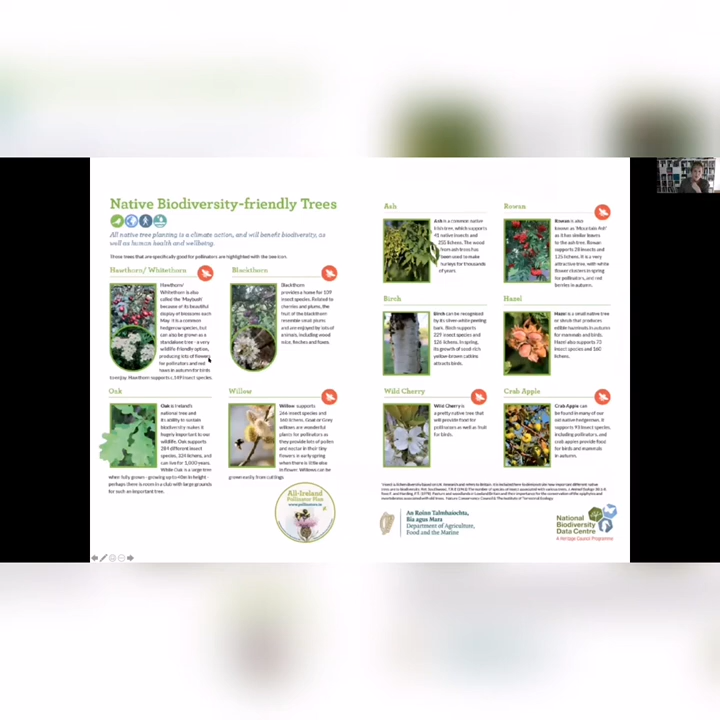 Native Biodiversity-friendly Trees
All native tree planting is a climate action, and will benefit biodiversity, as
well as human health and wellbeing.
Those trees that are specifically good for pollinators are highlighted with the bee icon.
Hawthorn/ Whitethorn
Hawthorn/
Whitethorn is also
called the 'Maybush'
because of its beautiful
display of blossoms each
May. It is a common
hedgerow species, but
can also be grown as a
standalone tree - a very
wildlife friendly option,
producing lots of flowers
for pollinators and red
haws in autumn for birds
to enjoy. Hawthorn supports c. 149 insect species.
Blackthorn
Blackthorn
provides a home for 109
insect species. Related to
cherries and plums, the
fruit of the blackthorn
resemble small plums
and are enjoyed by lots of
animals, including wood
mice, finches and foxes.
Oak
Oak is Ireland's
national tree and
its ability to sustain
biodiversity makes it
hugely important to our
wildlife. Oak supports
284 different insect
species, 324 lichens, and
can live for 1,000 years.
While Oak is a large tree
when fully grown - growing up to 40m in height -
perhaps there is room in a club with large grounds
for such an important tree.
Willow
Willow supports
266 insect species and
160 lichens. Goat or Grey
willows are wonderful
plants for pollinators as
they provide lots of pollen
and nectar in their tiny
flowers in early spring
when there is little else
in flower. Willows can be
grown easily from cuttings.
All-Ireland
Pollinator Plan
www.pollinators.ie
Ash
Ash is a common native
Irish tree, which supports
41 native insects and
255 lichens. The wood
from ash trees has
been used to make
hurleys for thousands
of years.
Rowan
Rowan is also
known as 'Mountain Ash'
as it has similar leaves
to the ash tree. Rowan
supports 28 insects and
125 lichens. It is a very
attractive tree, with white
flower clusters in spring
for pollinators, and red
berries in autumn.
Birch
Birch can be recognised
by its silver-white peeling
bark. Birch supports
229 insect species and
126 lichens. In spring,
its growth of seed-rich
yellow-brown catkins
attracts birds.
Hazel
Hazel is a small native tree
or shrub that produces
edible hazelnuts in autumn
for mammals and birds.
Hazel also supports 73
insect species and 160
lichens.
Wild Cherry
Wild Cherry is
a pretty native tree that
will provide food for
pollinators as well as fruit
for birds.
Crab Apple
Crab Apple can
be found in many of our
old native hedgerows. It
supports 93 insect species,
including pollinators, and
crab apples provide food
for birds and mammals
in autumn.
An Roinn Talmhaíochta,
Bia agus Mara
Department of Agriculture,
Food and the Marine
National
Biodiversity
Data Centre
A Heritage Council Programme